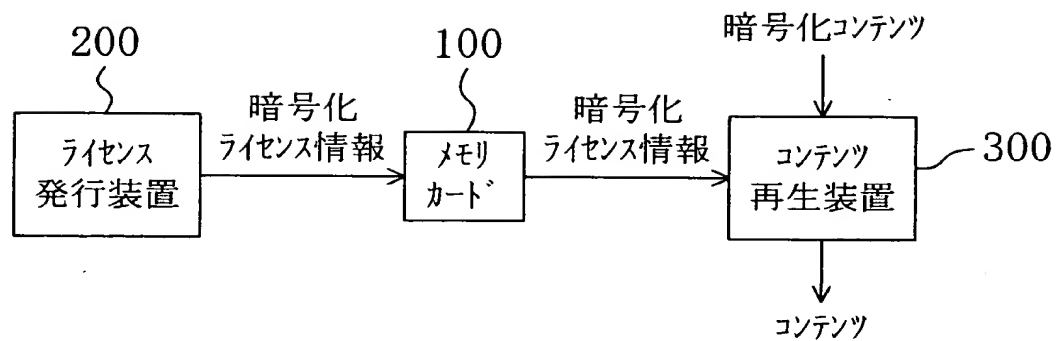 200
100
暗号化コンテンツ
暗号化
ライセンス情報
暗号化
ライセンス情報
ライセンス
発行装置
メモリ
カード
コンテンツ
再生装置
300
コンテンツ